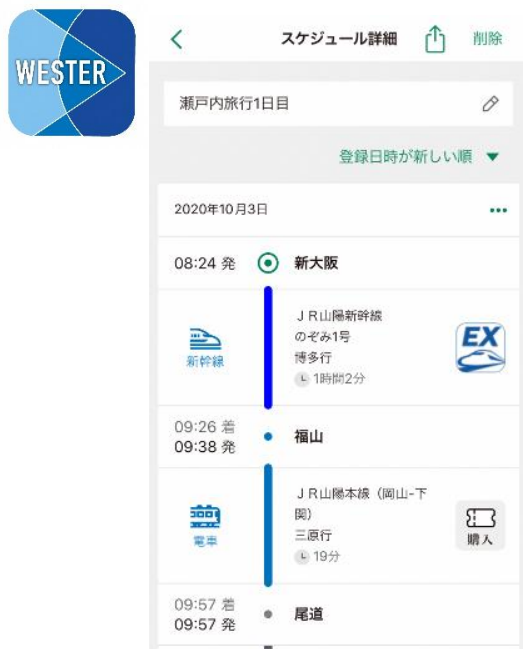 WESTER
スケジュール詳細
削除
瀬戸内旅行1日目
登録日時が新しい順 ▼
2020年10月3日
08:24 発
新大阪
新幹線
JR山陽新幹線
のぞみ1号
博多行
1時間2分
EX
09:26 着
09:38 発
福山
電車
JR山陽本線（岡山-下
関）
三原行
19分
購入
09:57 着
09:57 発
尾道